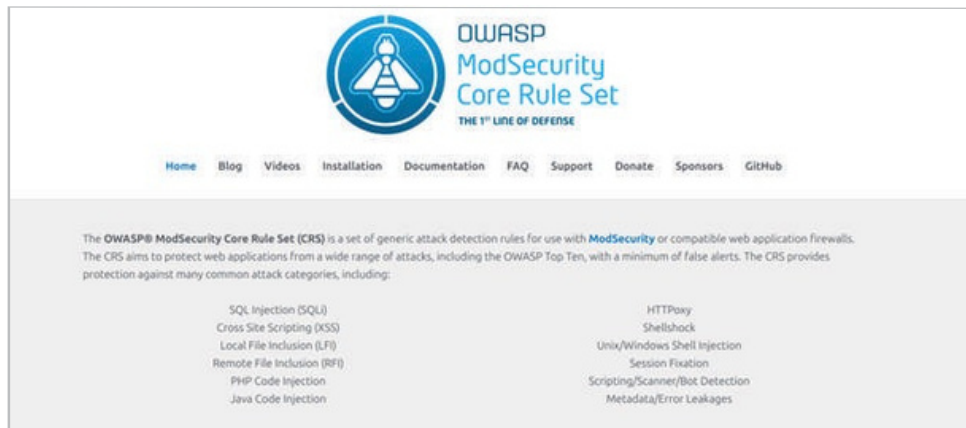 OWASP
ModSecurity
Core Rule Set
THE 1ST LINE OF DEFENSE
Home Blog Videos Installation Documentation FAQ Support Donate Sponsors GitHub
The OWASP® ModSecurity Core Rule Set (CRS) is a set of generic attack detection rules for use with ModSecurity or compatible web application firewalls.
The CRS aims to protect web applications from a wide range of attacks, including the OWASP Top Ten, with a minimum of false alerts. The CRS provides
protection against many common attack categories, including:
SQL Injection (SQLi)
Cross Site Scripting (XSS)
Local File Inclusion (LFI)
Remote File Inclusion (RFI)
PHP Code Injection
Java Code Injection
HTTPoxy
Shellshock
Unix/Windows Shell Injection
Session Fixation
Scripting/Scanner/Bot Detection
Metadata/Error Leakages